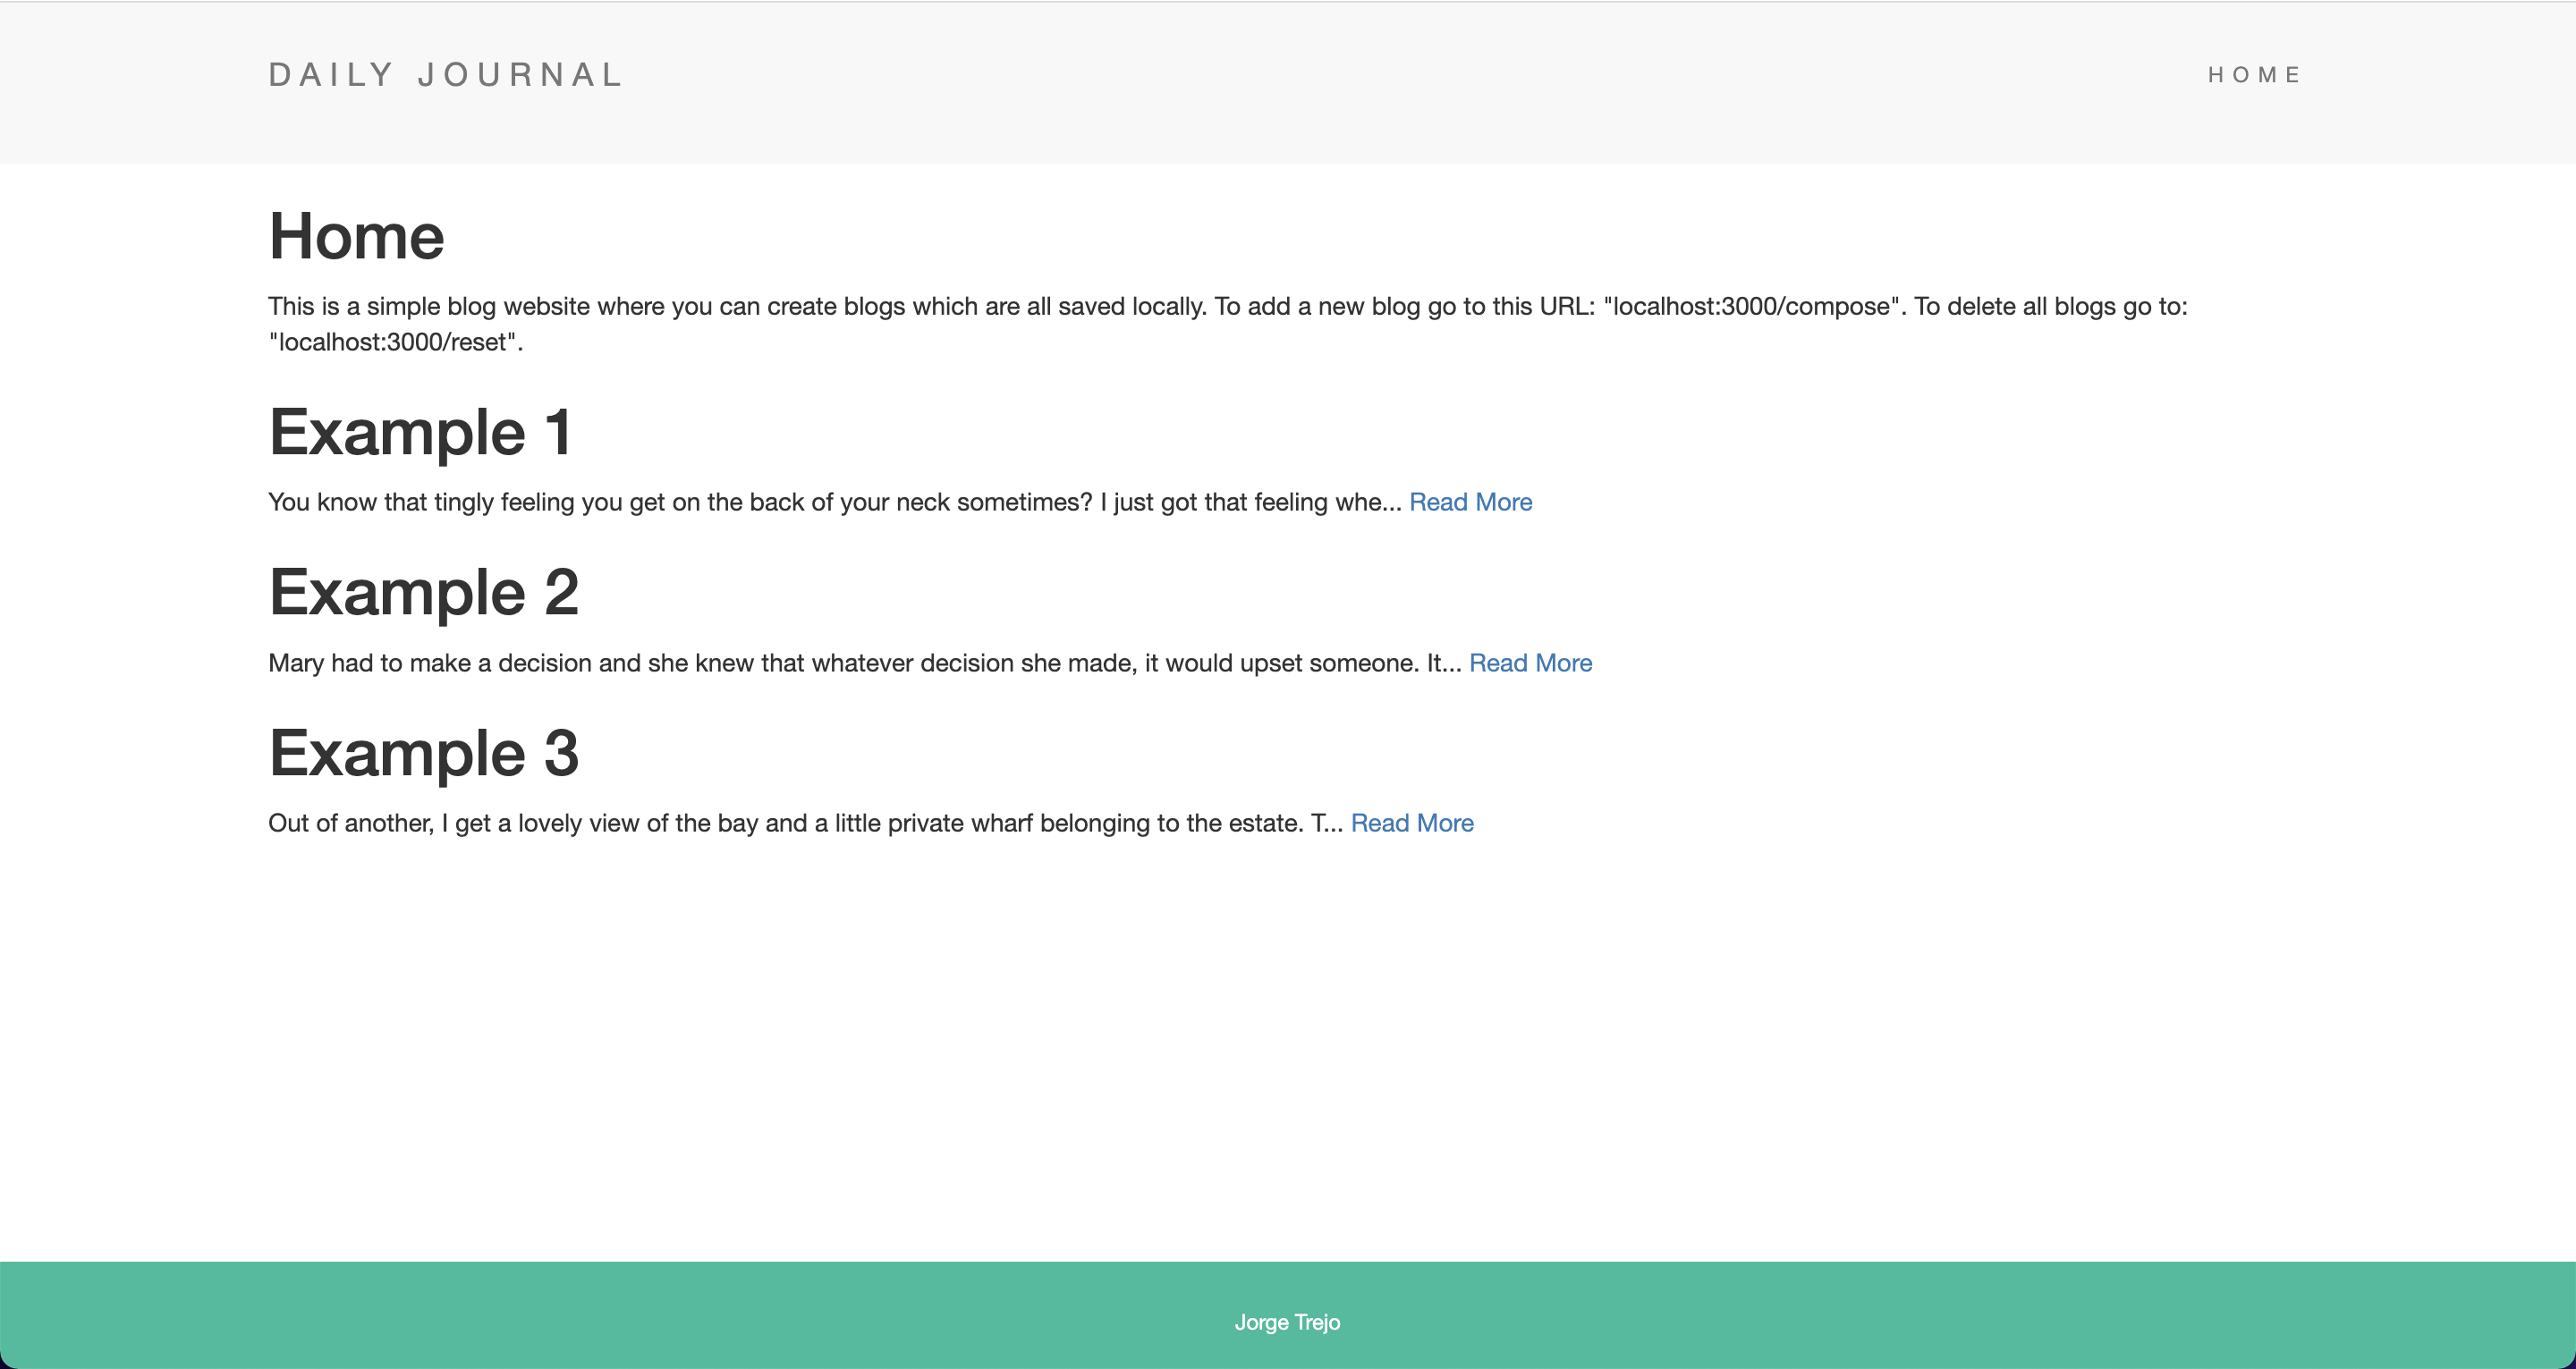 DAILY JOURNAL
HOME
Home
This is a simple blog website where you can create blogs which are all saved locally. To add a new blog go to this URL: "localhost:3000/compose". To delete all blogs go to:
"localhost:3000/reset".
Example 1
You know that tingly feeling you get on the back of your neck sometimes? I just got that feeling whe... Read More
Example 2
Mary had to make a decision and she knew that whatever decision she made, it would upset someone. It... Read More
Example 3
Out of another, I get a lovely view of the bay and a little private wharf belonging to the estate. T... Read More
Jorge Trejo